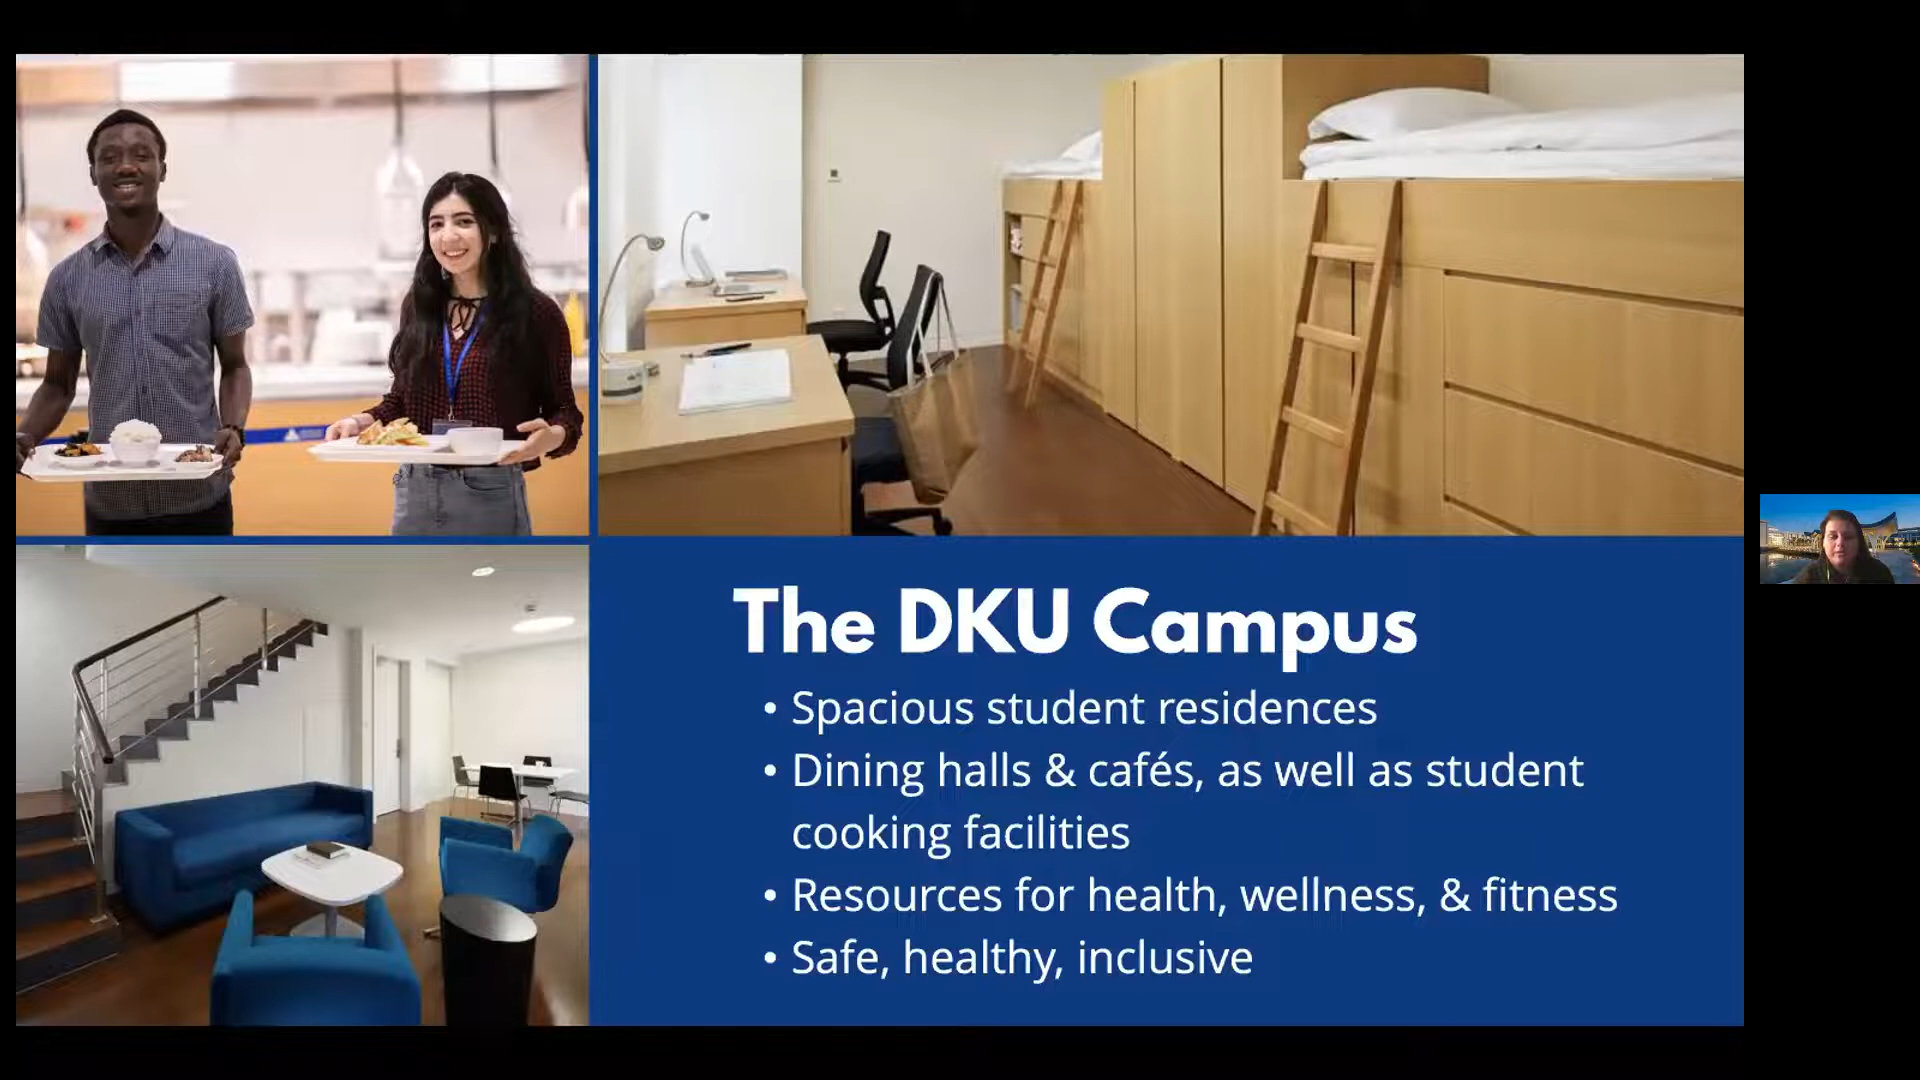 The DKU Campus
• Spacious student residences
• Dining halls & cafés, as well as student
cooking facilities
• Resources for health, wellness, & fitness
• Safe, healthy, inclusive